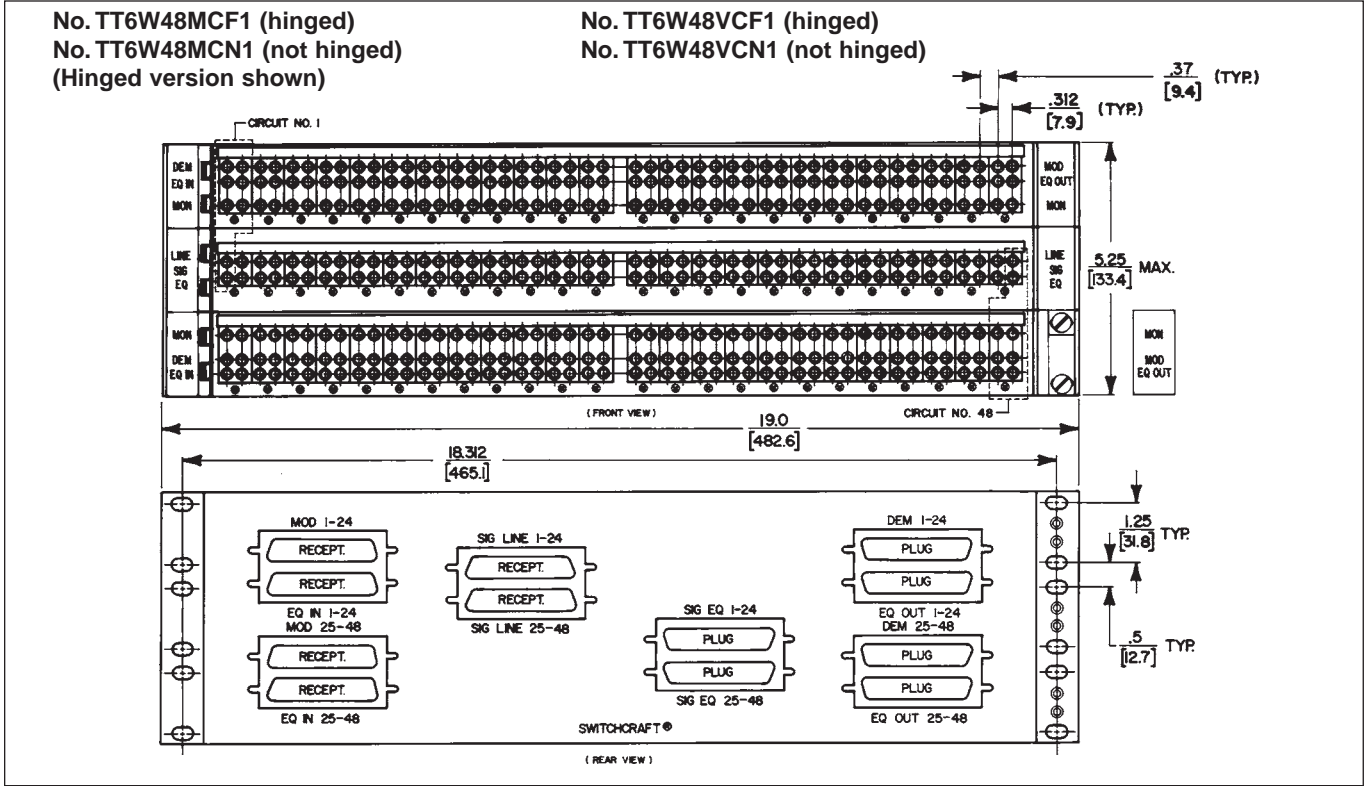 No. TT6W48MCF1 (hinged)
No. TT6W48MCN1 (not hinged)
(Hinged version shown)
No. TT6W48VCF1 (hinged)
No. TT6W48VCN1 (not hinged)
.37 (TYP.)
[9.4]
.312 (TYP.)
[7.9]
CIRCUIT NO. 1
DEM
EQ IN
MON
MOD
EQ OUT
MON
LINE
SIG
EQ
LINE
SIG
EQ
5.25 MAX.
[133.4]
MON
DEM
EQ IN
MON
MOD
EQ OUT
(FRONT VIEW)
CIRCUIT NO. 48
19.0
[482.6]
18.312
[465.1]
MOD 1-24
RECEPT.
RECEPT.
EQ IN 1-24
MOD 25-48
RECEPT.
RECEPT.
EQ IN 25-48
SIG LINE 1-24
RECEPT.
RECEPT.
SIG LINE 25-48
SIG EQ 1-24
PLUG
PLUG
SIG EQ 25-48
DEM 1-24
PLUG
PLUG
EQ OUT 1-24
DEM 25-48
PLUG
PLUG
EQ OUT 25-48
1.25 TYP.
[31.8]
.5 TYP.
[12.7]
SWITCHCRAFT®
(REAR VIEW)